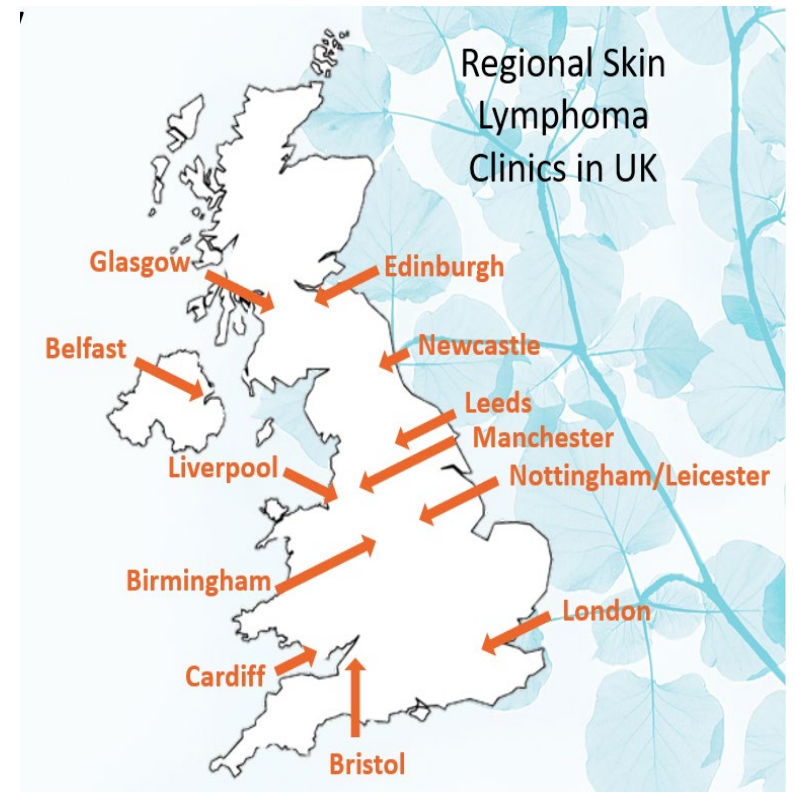 Regional Skin
Lymphoma
Clinics in UK
Glasgow
Edinburgh
Belfast
Newcastle
Leeds
Manchester
Liverpool
Nottingham/Leicester
Birmingham
London
Cardiff
Bristol